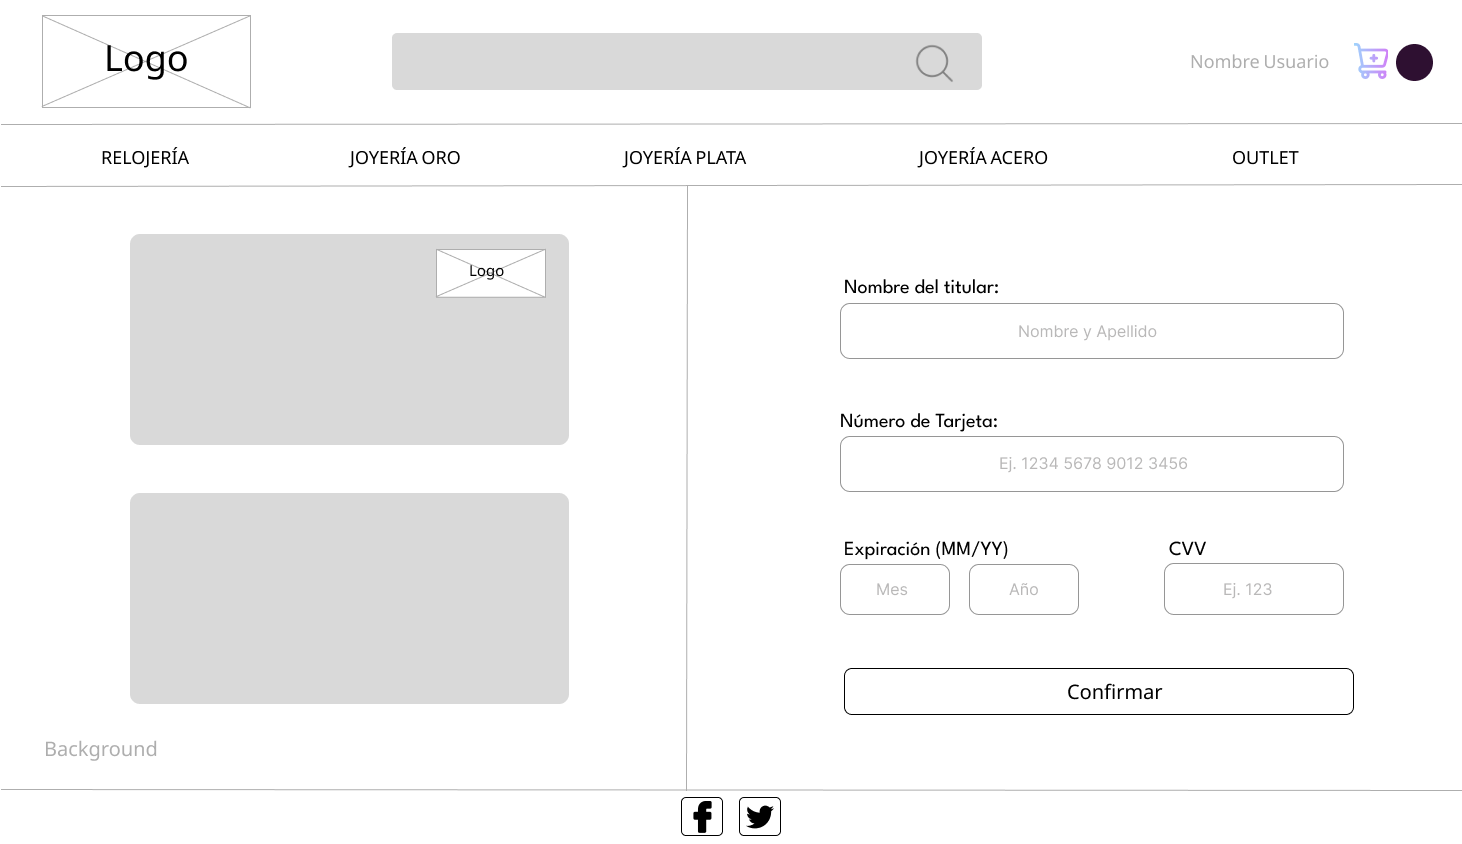 Logo
Nombre Usuario
RELOJERÍA
JOYERÍA ORO
JOYERÍA PLATA
JOYERÍA ACERO
OUTLET
Logo
Background
Nombre del titular:
Nombre y Apellido
Número de Tarjeta:
Ej. 1234 5678 9012 3456
Expiración (MM/YY)
CVV
Mes
Año
Ej. 123
Confirmar